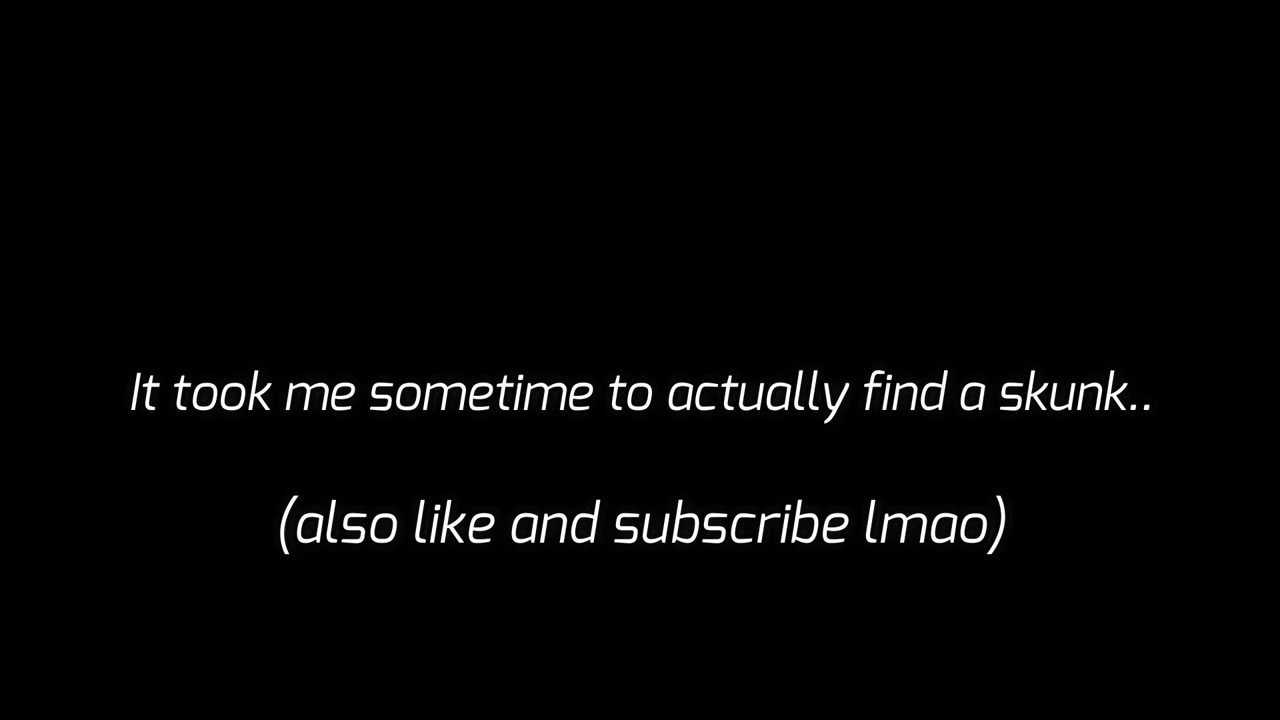 It took me sometime to actually find a skunk..
(also like and subscribe lmao)